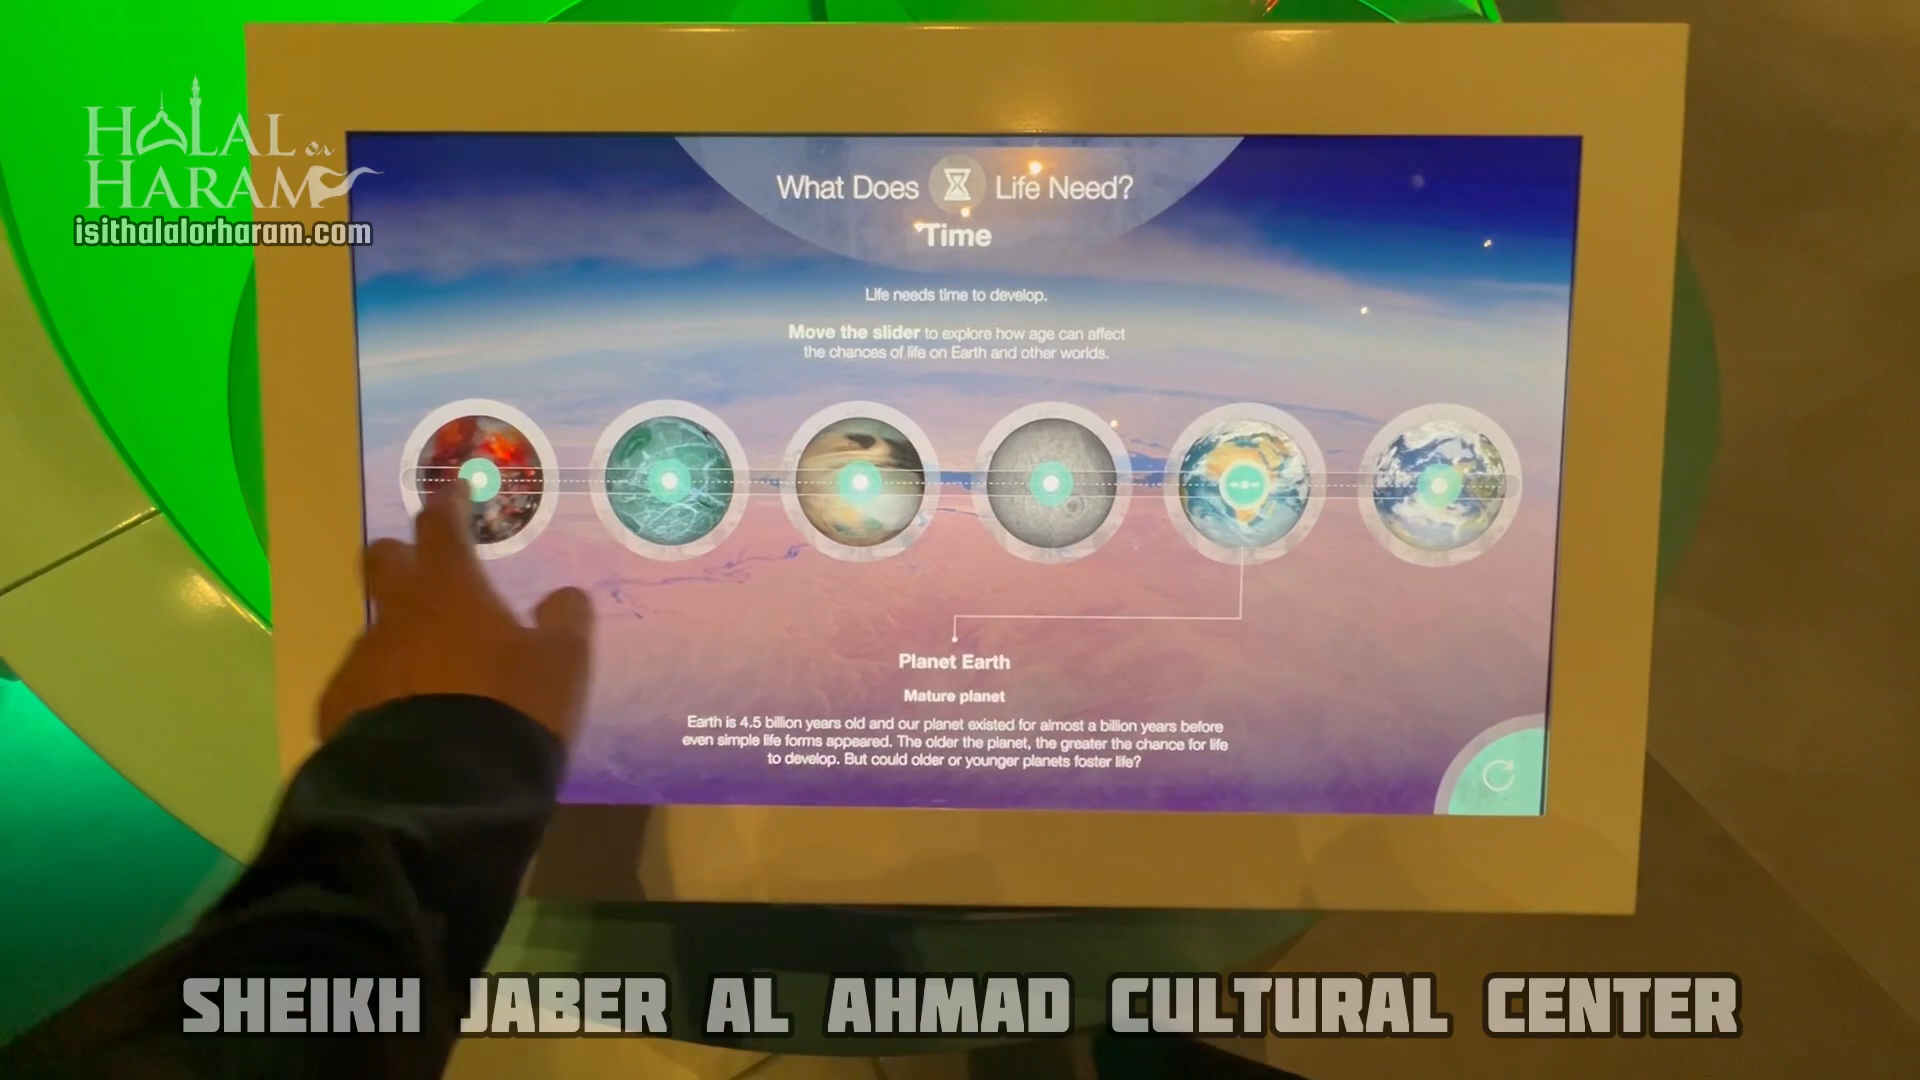 HALAL or
HARAM
isithalalorharam.com
What Does Life Need?
Time
Life needs time to develop.
Move the slider to explore how age can affect
the chances of life on Earth and other worlds.
Planet Earth
Mature planet
Earth is 4.5 billion years old and our planet existed for almost a billion years before
even simple life forms appeared. The older the planet, the greater the chance for life
to develop. But could older or younger planets foster life?
SHEIKH JABER AL AHMAD CULTURAL CENTER